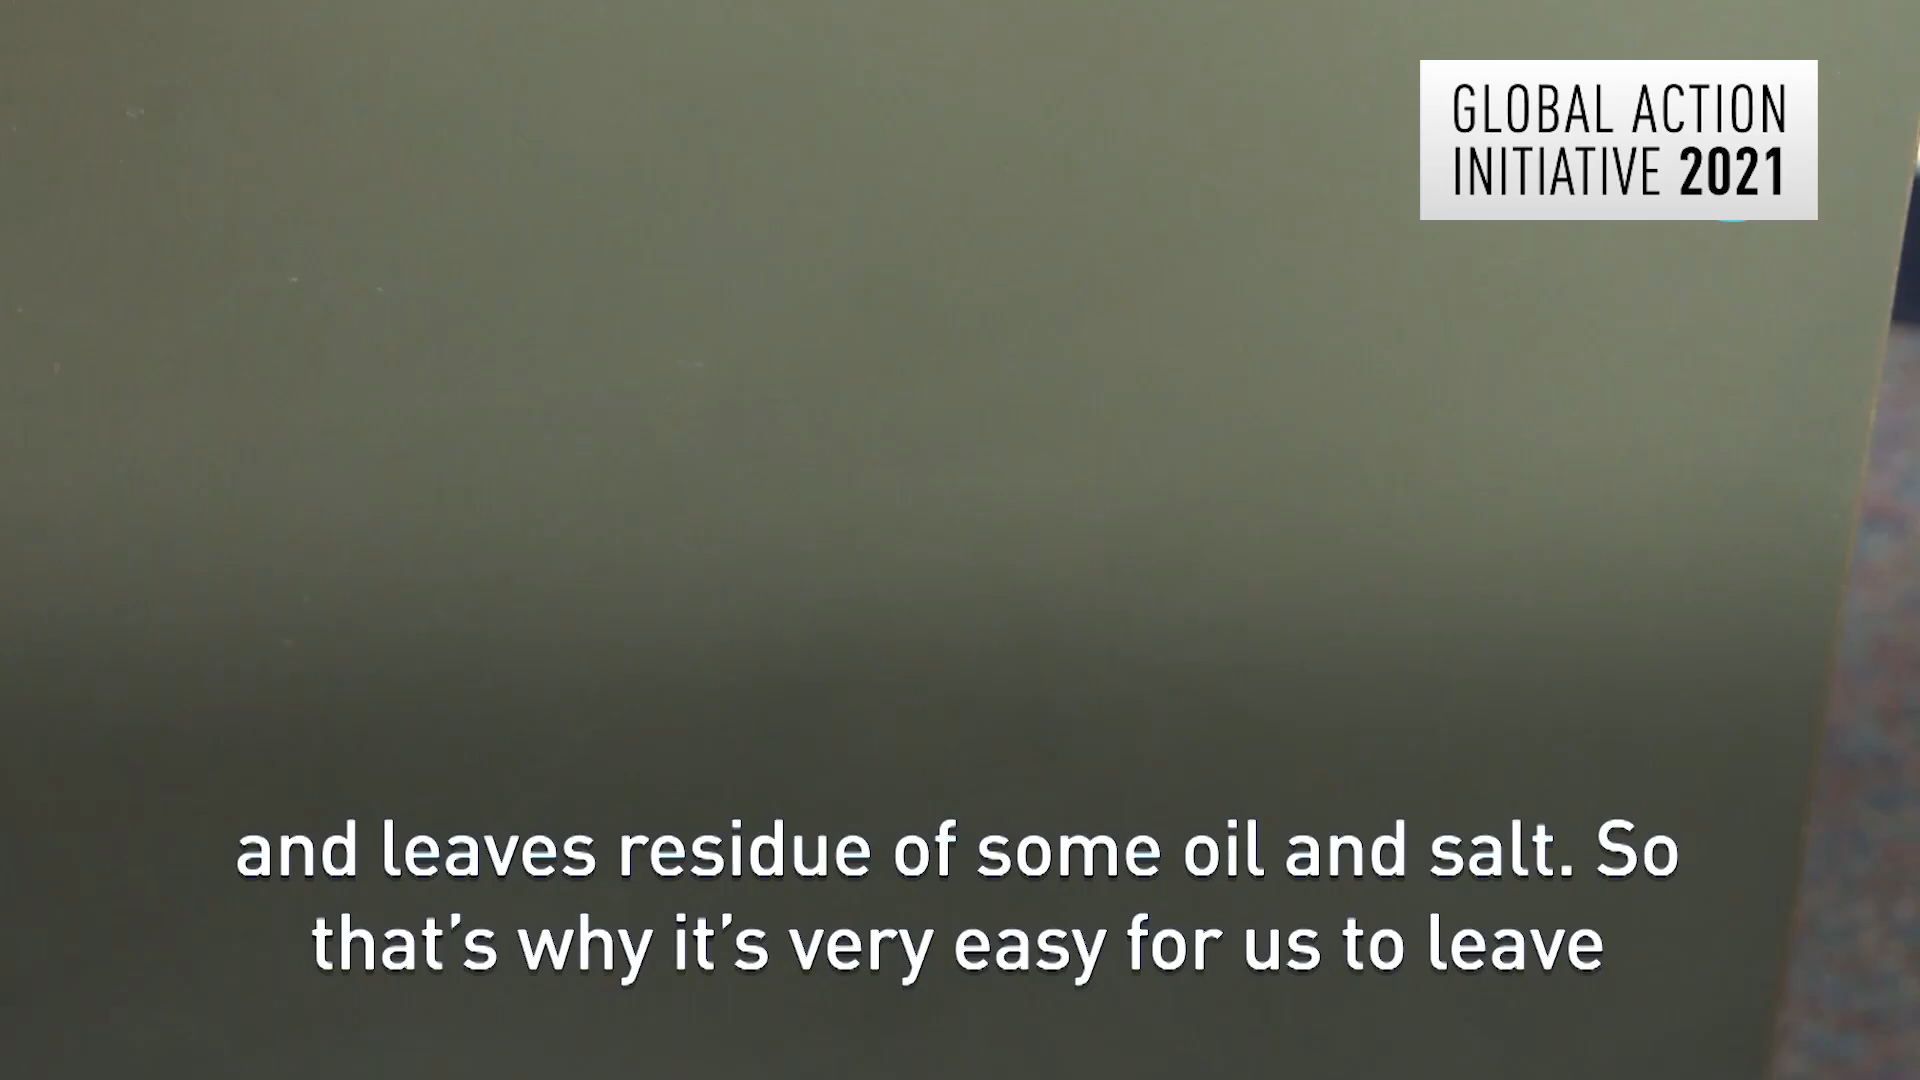 GLOBAL ACTION
INITIATIVE 2021
and leaves residue of some oil and salt. So
that's why it's very easy for us to leave